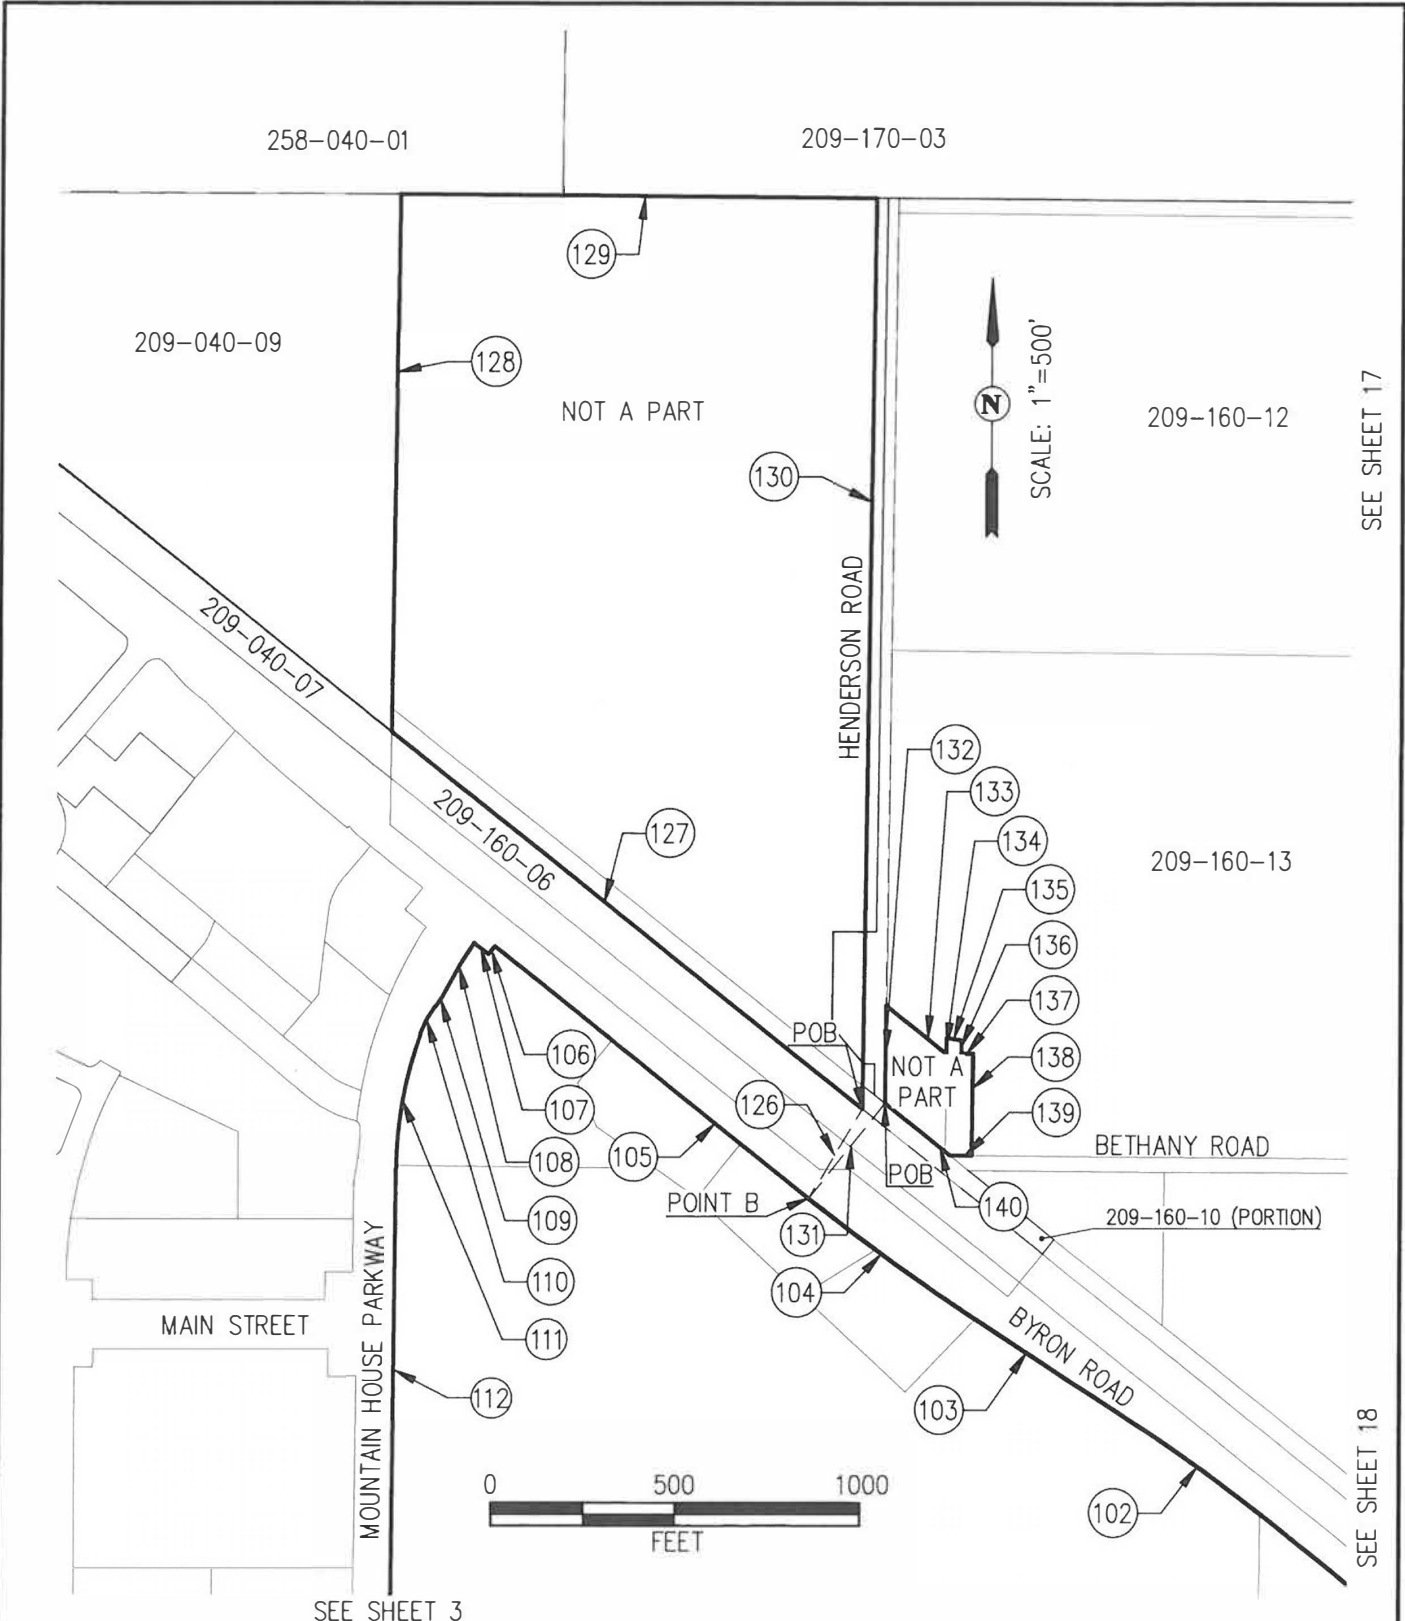 258-040-01
209-170-03
129
209-040-09
128
NOT A PART
N
SCALE: 1"=500'
209-160-12
SEE SHEET 17
130
HENDERSON ROAD
209-040-07
132
133
209-160-06
127
134
209-160-13
135
136
137
POB
106
NOT A
PART
138
126
107
139
105
108
BETHANY ROAD
POINT B
POB
109
131
140
209-160-10 (PORTION)
110
104
MAIN STREET
111
BYRON ROAD
112
103
MOUNTAIN HOUSE PARKWAY
0 500 1000
FEET
102
SEE SHEET 18
SEE SHEET 3